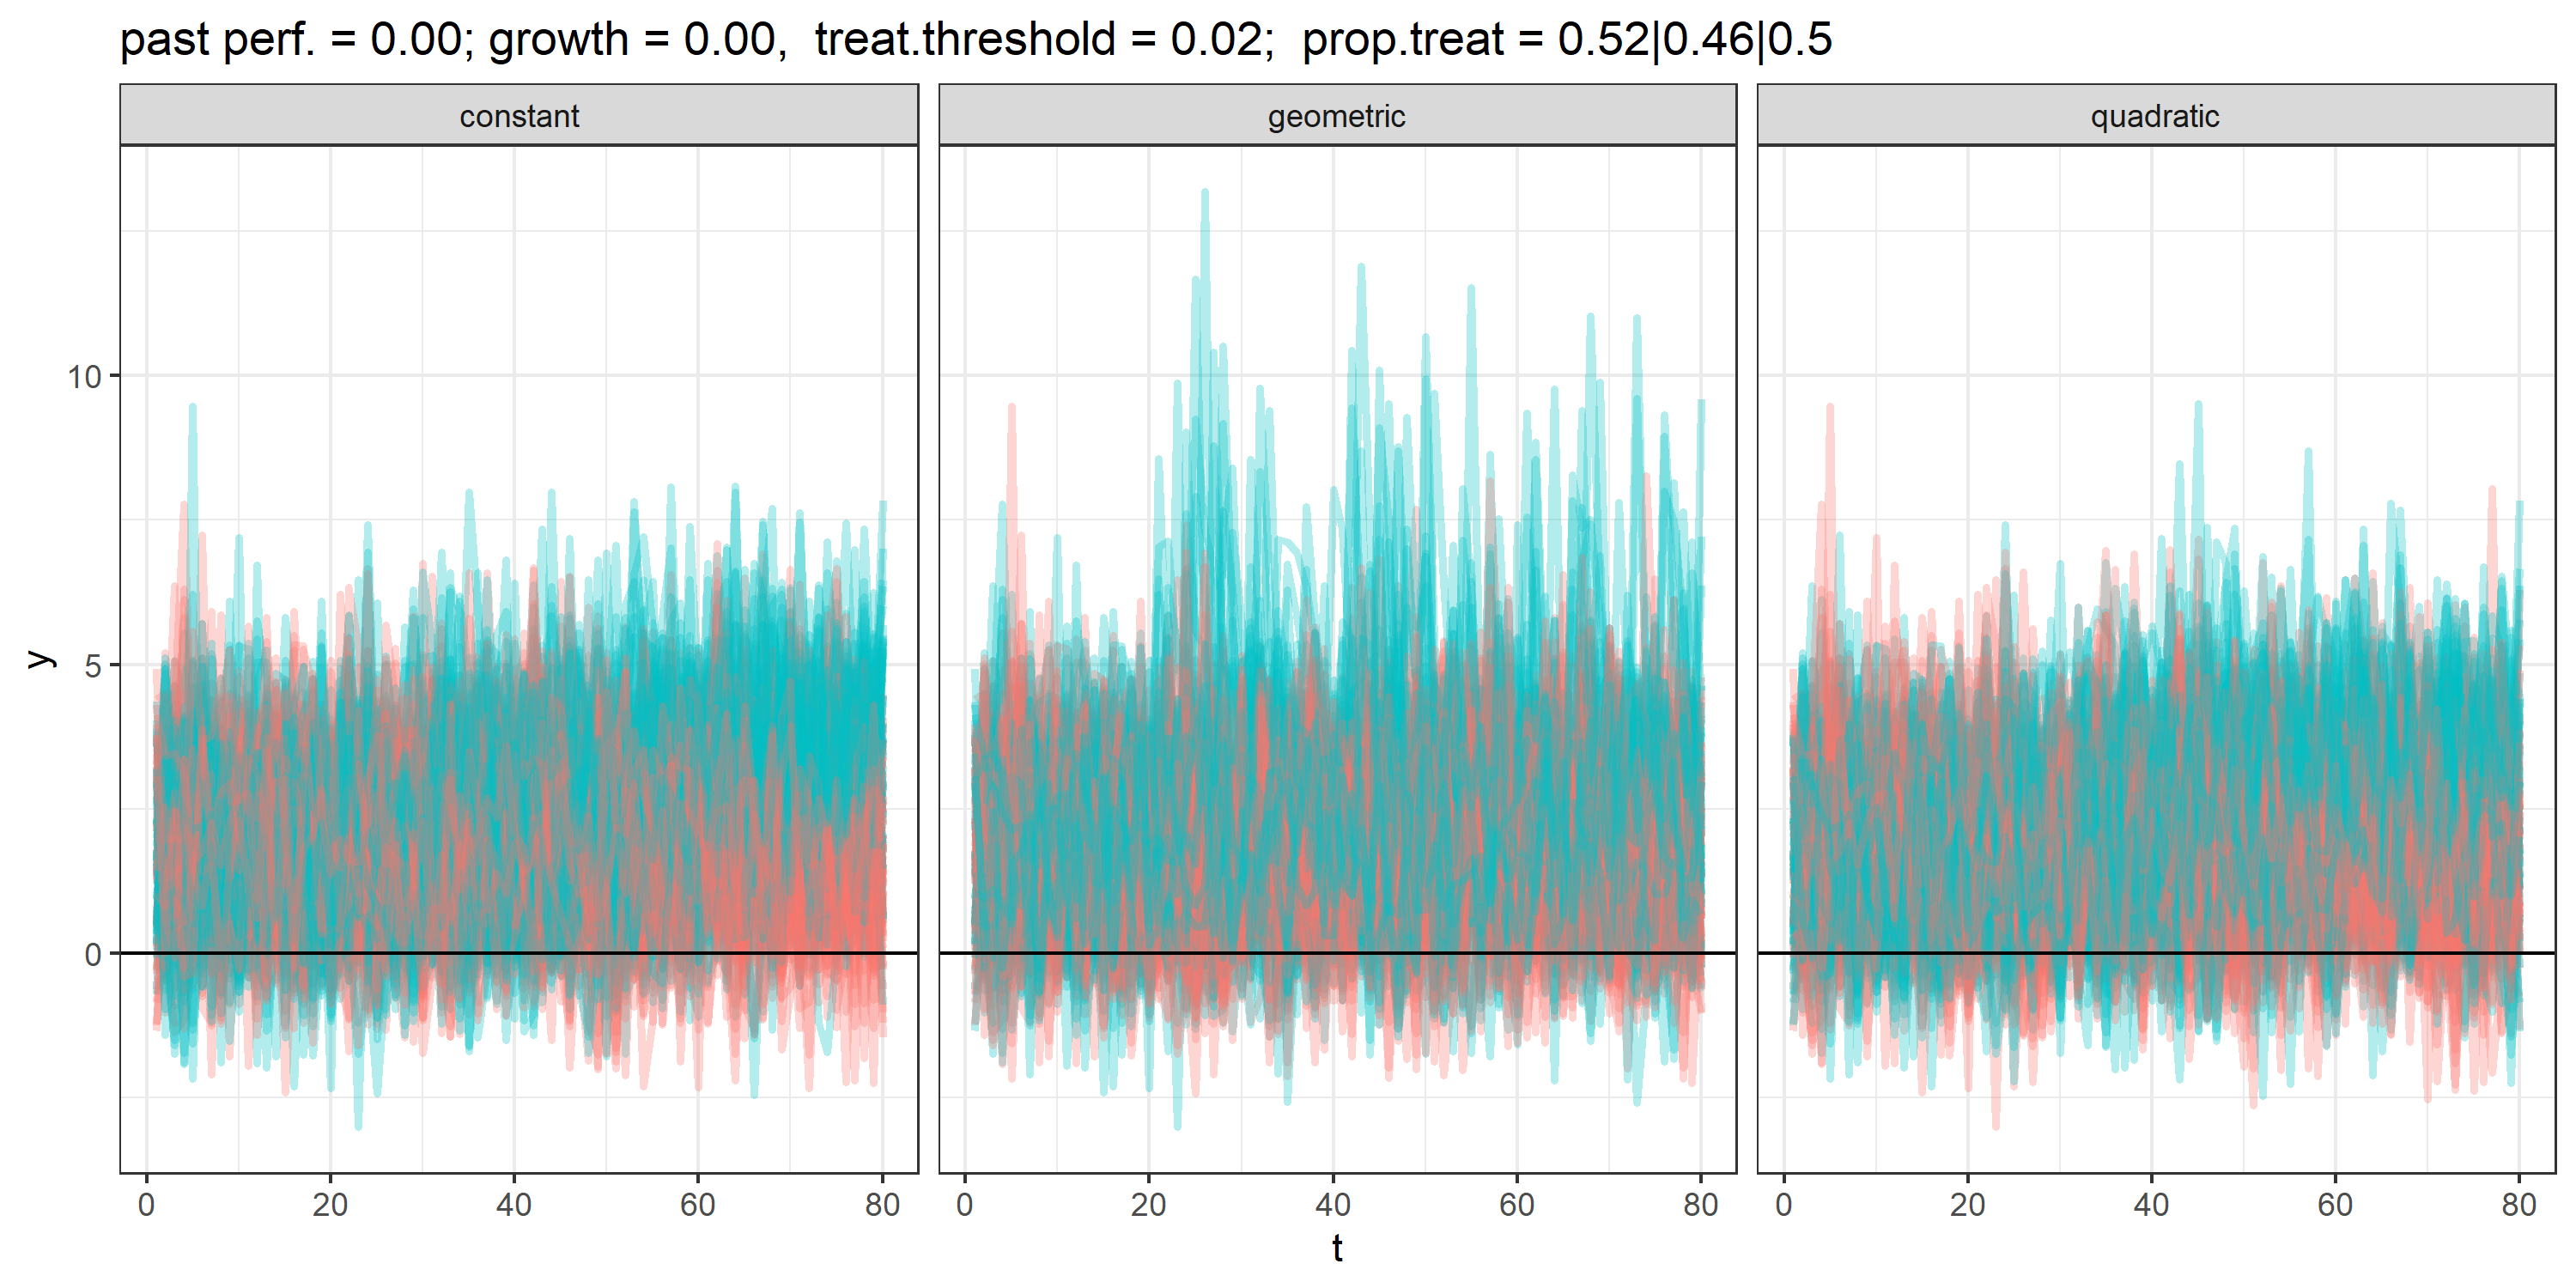 past perf. = 0.00; growth = 0.00,  treat.threshold = 0.02;  prop.treat = 0.52|0.46|0.5
constant geometric quadratic
10
5
0
y
0 20 40 60 80 0 20 40 60 80 0 20 40 60 80
t